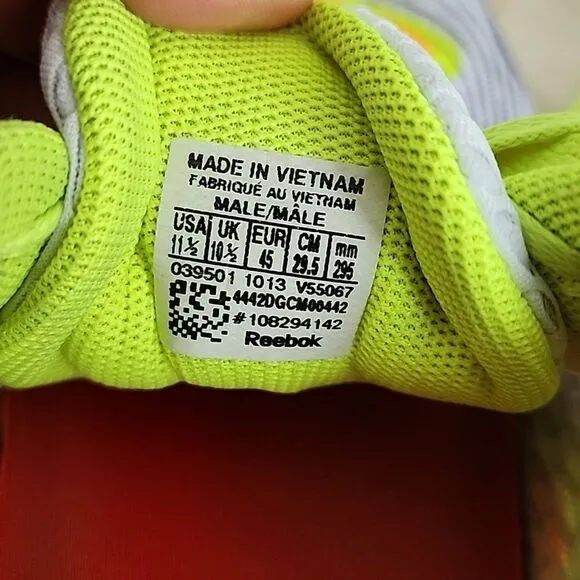 MADE IN VIETNAM
FABRIQUÉ AU VIETNAM
MALE/MÂLE
USA UK EUR CM mm
11½ 10½ 45 29.5 295
039501 1013 V55067
4442DGCM00442
#108294142
Reebok